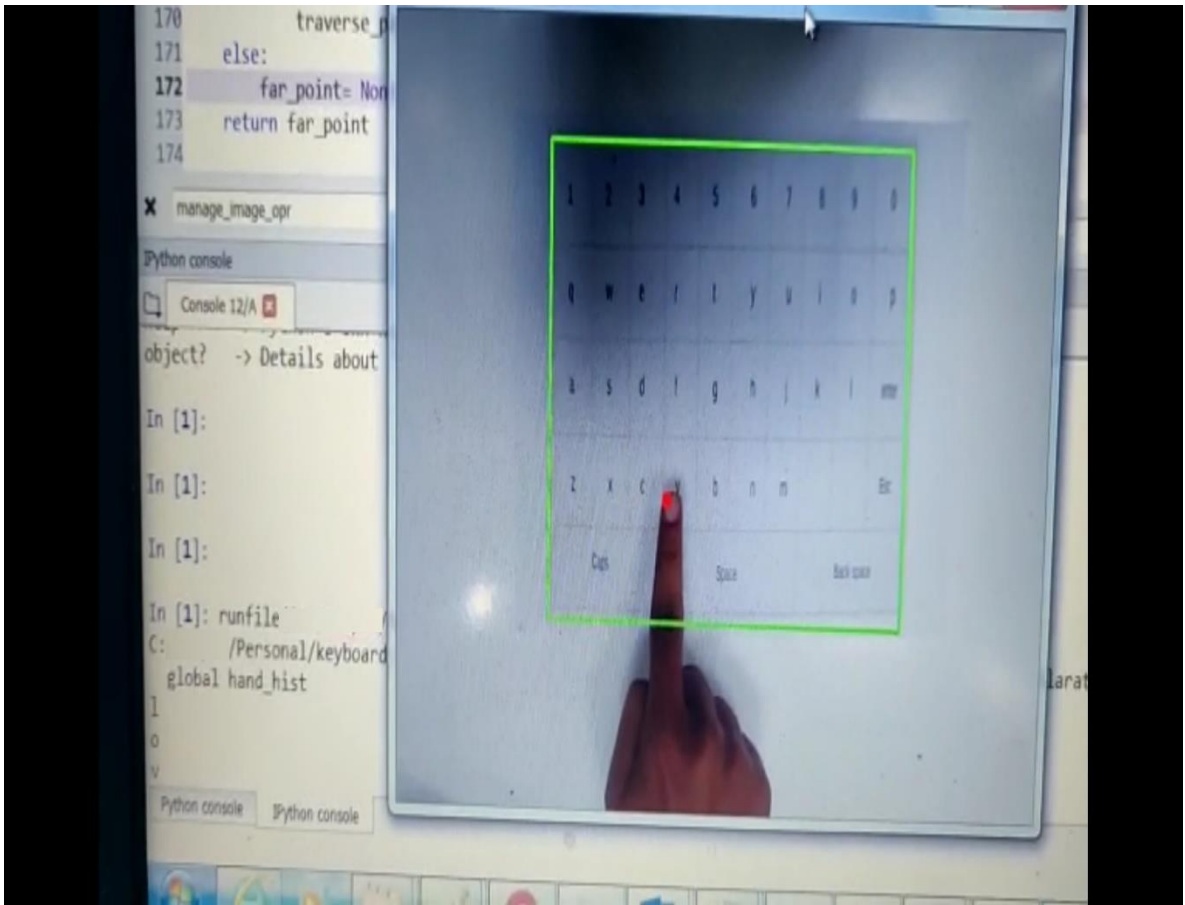 170 traverse_p
171 else:
172 far_point= Non
173 return far_point
174
manage_image_opr
IPython console
Console 12/A
object? -> Details about
In [1]:
In [1]:
In [1]:
In [1]: runfile /
C: /Personal/keyboard
global hand_hist
l
o
v
Python console IPython console
1 2 3 4 5 6 7 8 9 0
q w e r t y u i o p
a s d f g h j k l enter
z x c v b n m Esc
Caps Space Back space
larat